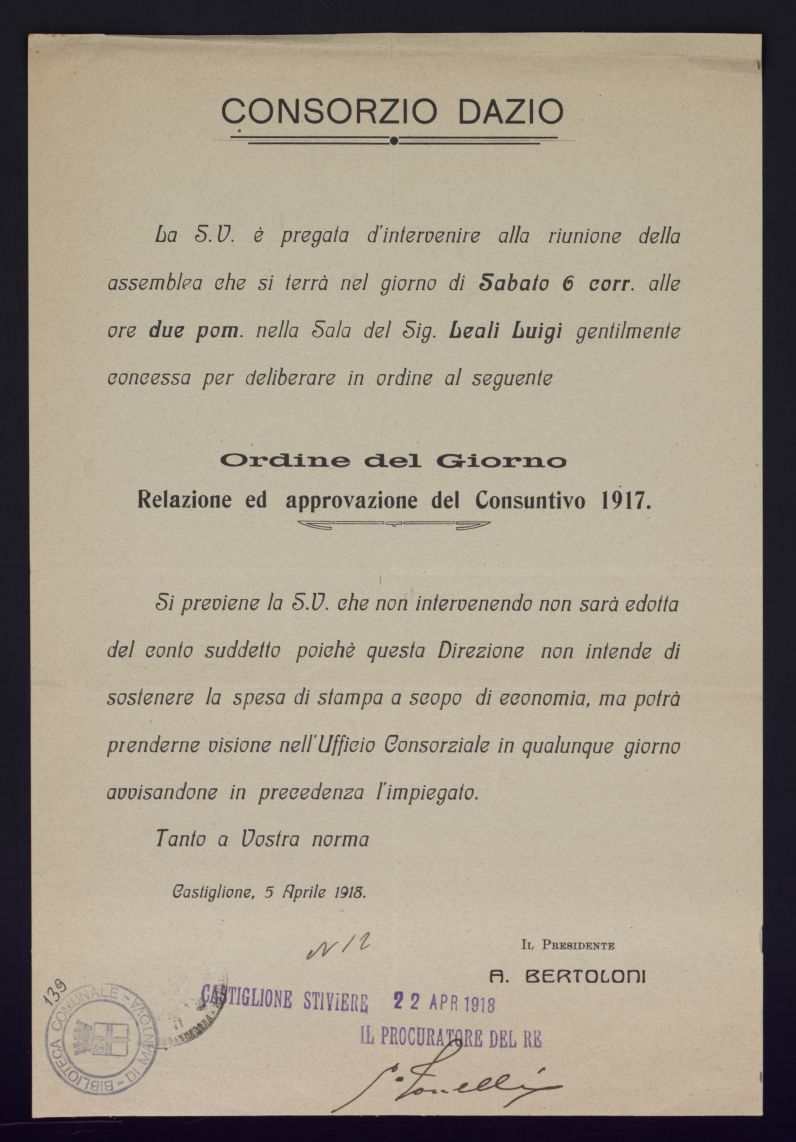 CONSORZIO DAZIO
La S.V. è pregata d'intervenire alla riunione della
assemblea che si terrà nel giorno di Sabato 6 corr. alle
ore due pom. nella Sala del Sig. Leali Luigi gentilmente
concessa per deliberare in ordine al seguente
Ordine del Giorno
Relazione ed approvazione del Consuntivo 1917.
Si previene la S.V. che non intervenendo non sarà edotta
del conto suddetto poichè questa Direzione non intende di
sostenere la spesa di stampa a scopo di economia, ma potrà
prenderne visione nell'Ufficio Consorziale in qualunque giorno
avvisandone in precedenza l'impiegato.
Tanto a Vostra norma
Castiglione, 5 Aprile 1918.
N 12
IL PRESIDENTE
A. BERTOLONI
139
CASTIGLIONE STIVIERE 22 APR 1918
IL PROCURATORE DEL RE
BIBLIOTECA COMUNALE - DI MANTOVA -